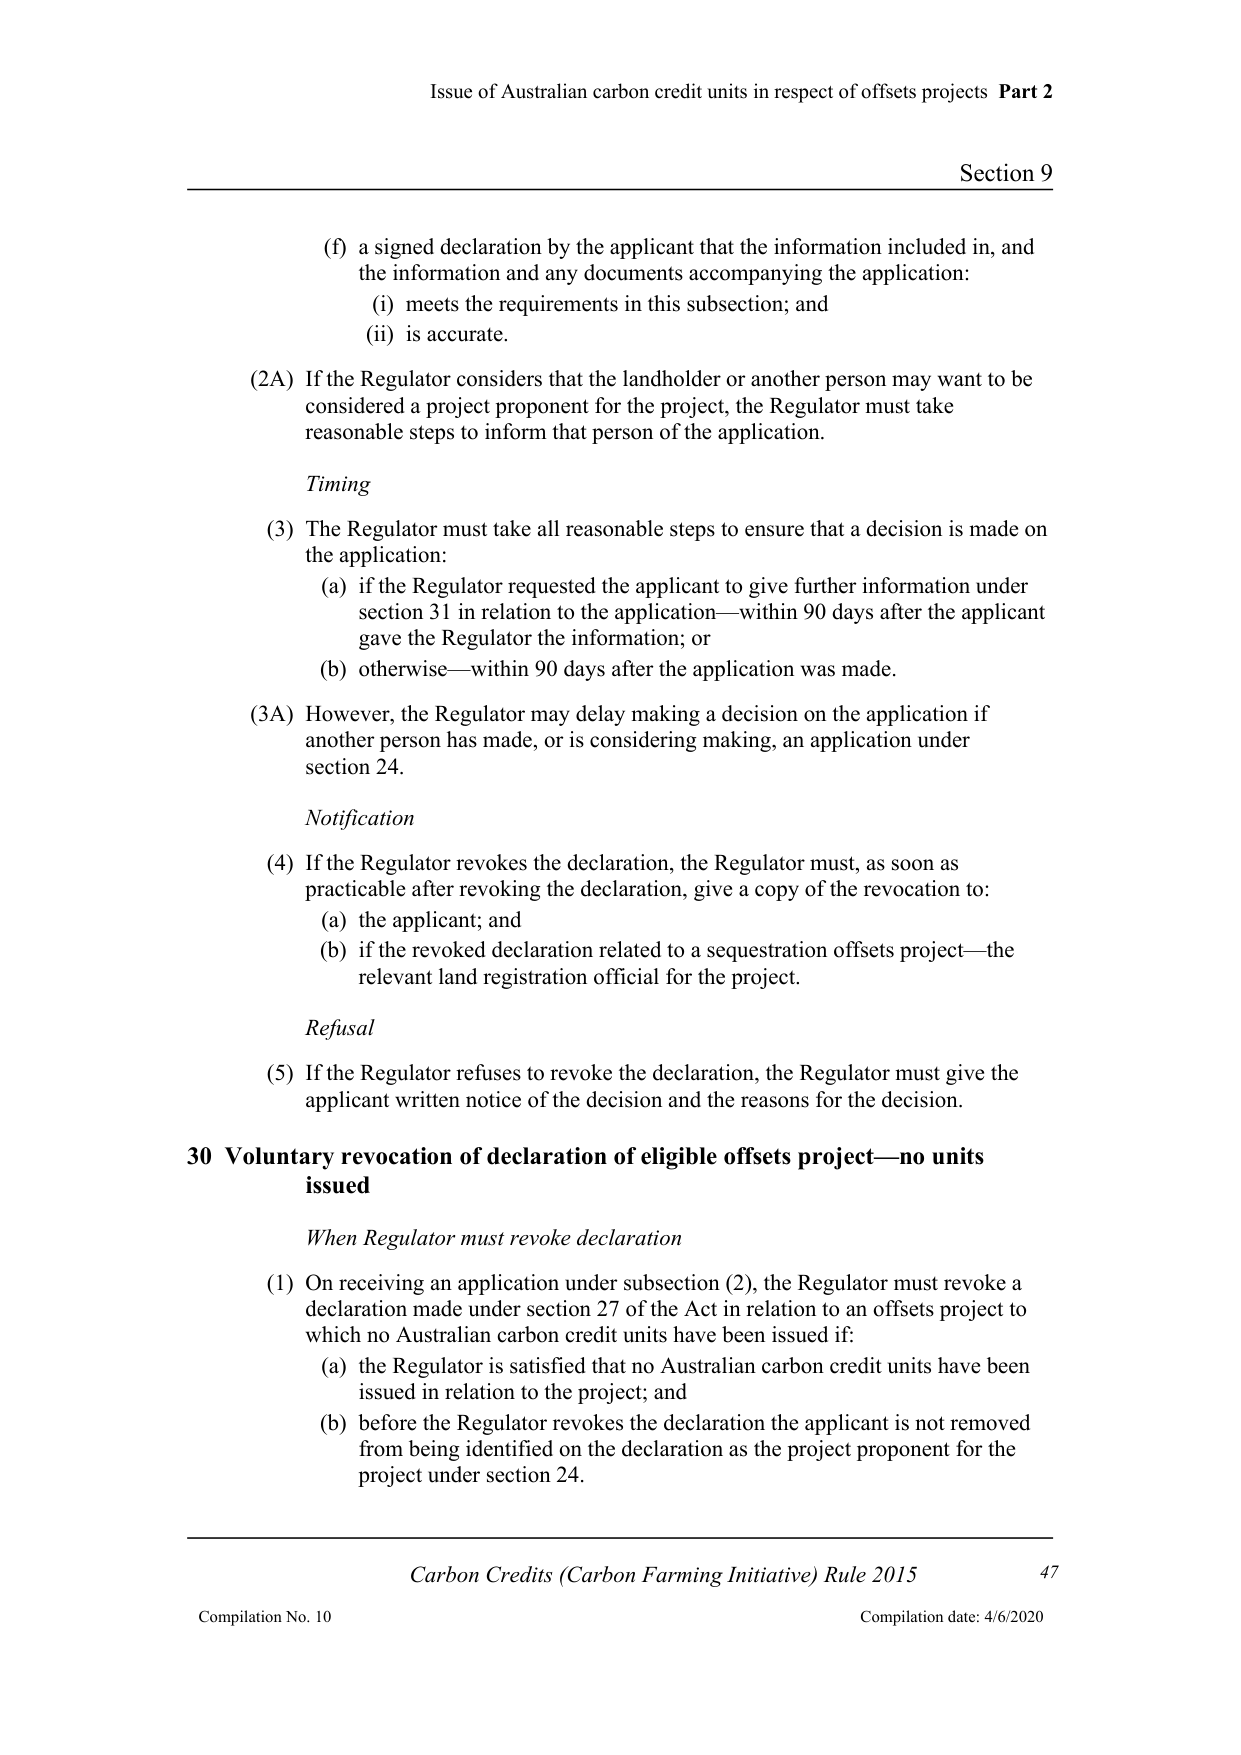 Issue of Australian carbon credit units in respect of offsets projects Part 2
Section 9
(f) a signed declaration by the applicant that the information included in, and
the information and any documents accompanying the application:
(i) meets the requirements in this subsection; and
(ii) is accurate.
(2A) If the Regulator considers that the landholder or another person may want to be
considered a project proponent for the project, the Regulator must take
reasonable steps to inform that person of the application.
Timing
(3) The Regulator must take all reasonable steps to ensure that a decision is made on
the application:
(a) if the Regulator requested the applicant to give further information under
section 31 in relation to the application—within 90 days after the applicant
gave the Regulator the information; or
(b) otherwise—within 90 days after the application was made.
(3A) However, the Regulator may delay making a decision on the application if
another person has made, or is considering making, an application under
section 24.
Notification
(4) If the Regulator revokes the declaration, the Regulator must, as soon as
practicable after revoking the declaration, give a copy of the revocation to:
(a) the applicant; and
(b) if the revoked declaration related to a sequestration offsets project—the
relevant land registration official for the project.
Refusal
(5) If the Regulator refuses to revoke the declaration, the Regulator must give the
applicant written notice of the decision and the reasons for the decision.
30 Voluntary revocation of declaration of eligible offsets project—no units
issued
When Regulator must revoke declaration
(1) On receiving an application under subsection (2), the Regulator must revoke a
declaration made under section 27 of the Act in relation to an offsets project to
which no Australian carbon credit units have been issued if:
(a) the Regulator is satisfied that no Australian carbon credit units have been
issued in relation to the project; and
(b) before the Regulator revokes the declaration the applicant is not removed
from being identified on the declaration as the project proponent for the
project under section 24.
Carbon Credits (Carbon Farming Initiative) Rule 2015 47
Compilation No. 10 Compilation date: 4/6/2020